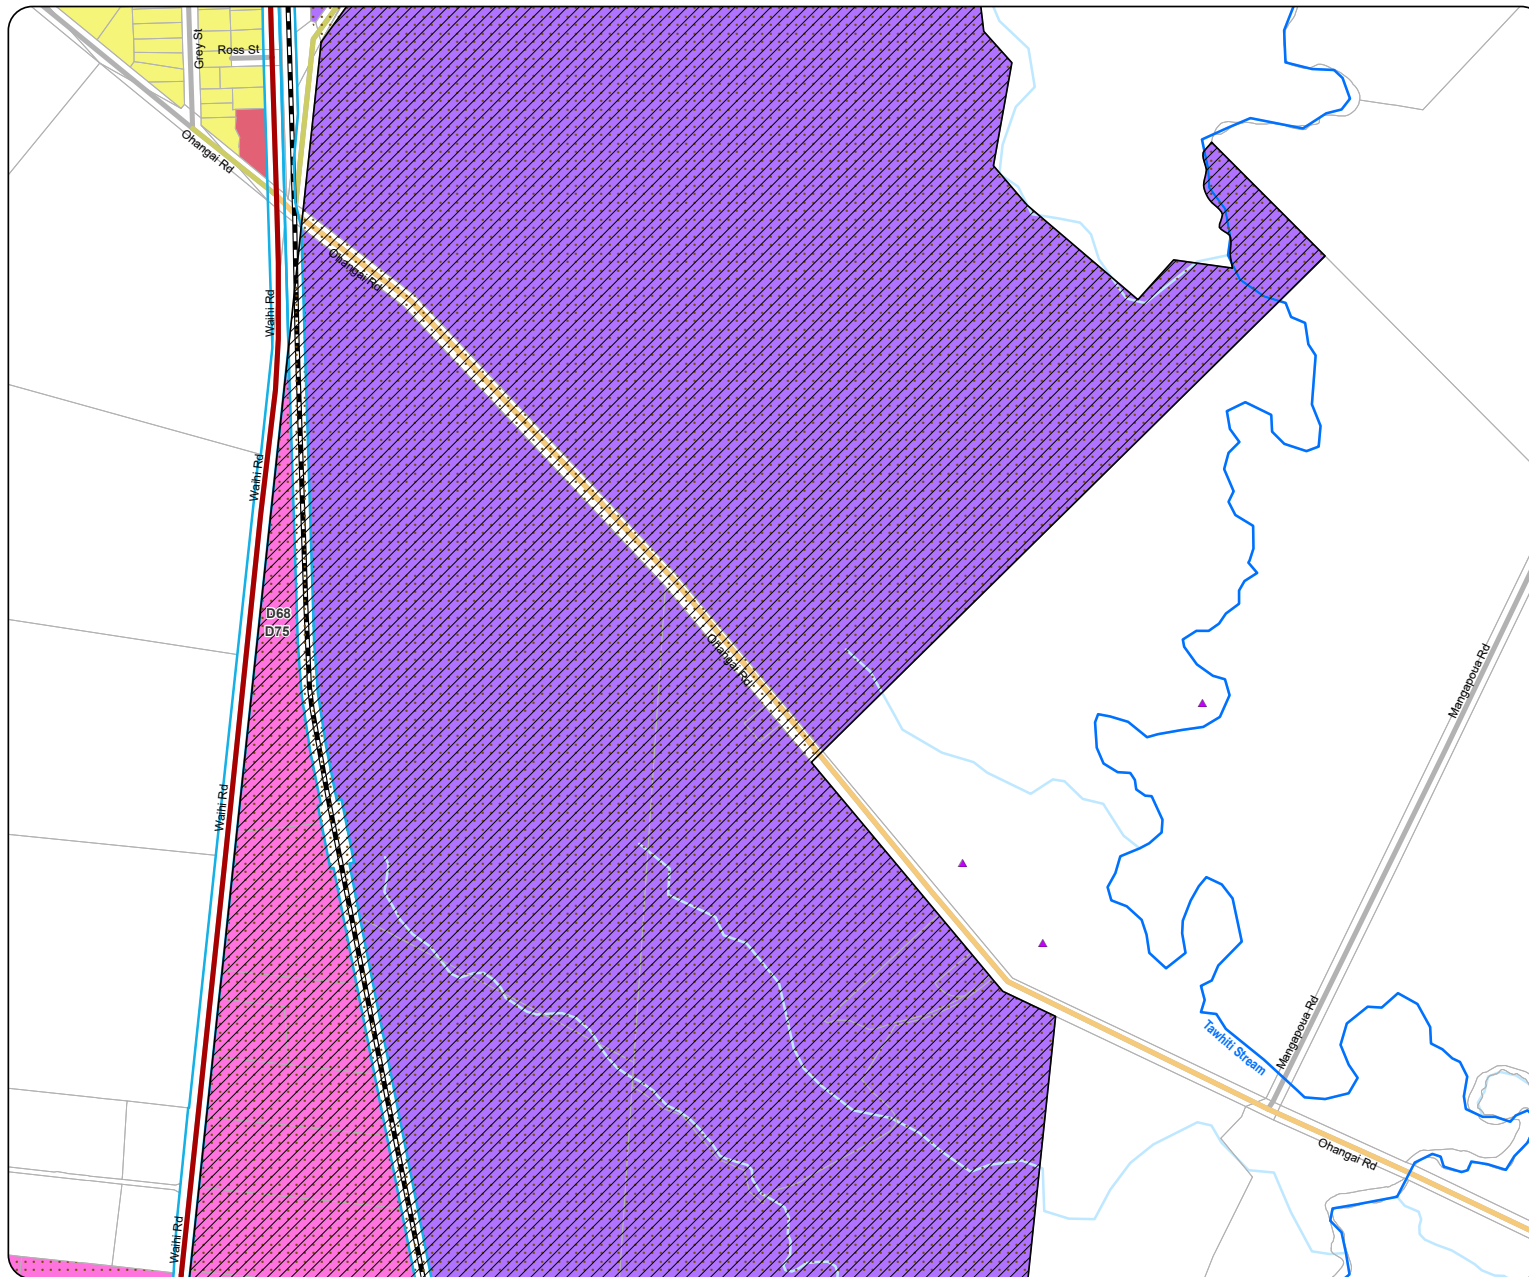 Grey St
Ross St
Ohangai Rd
Ohangai Rd
Waihi Rd
Waihi Rd
D68
D75
Ohangai Rd
Mangapoua Rd
Waihi Rd
Mangapoua Rd
Tawhiti Stream
Ohangai Rd
Waihi Rd